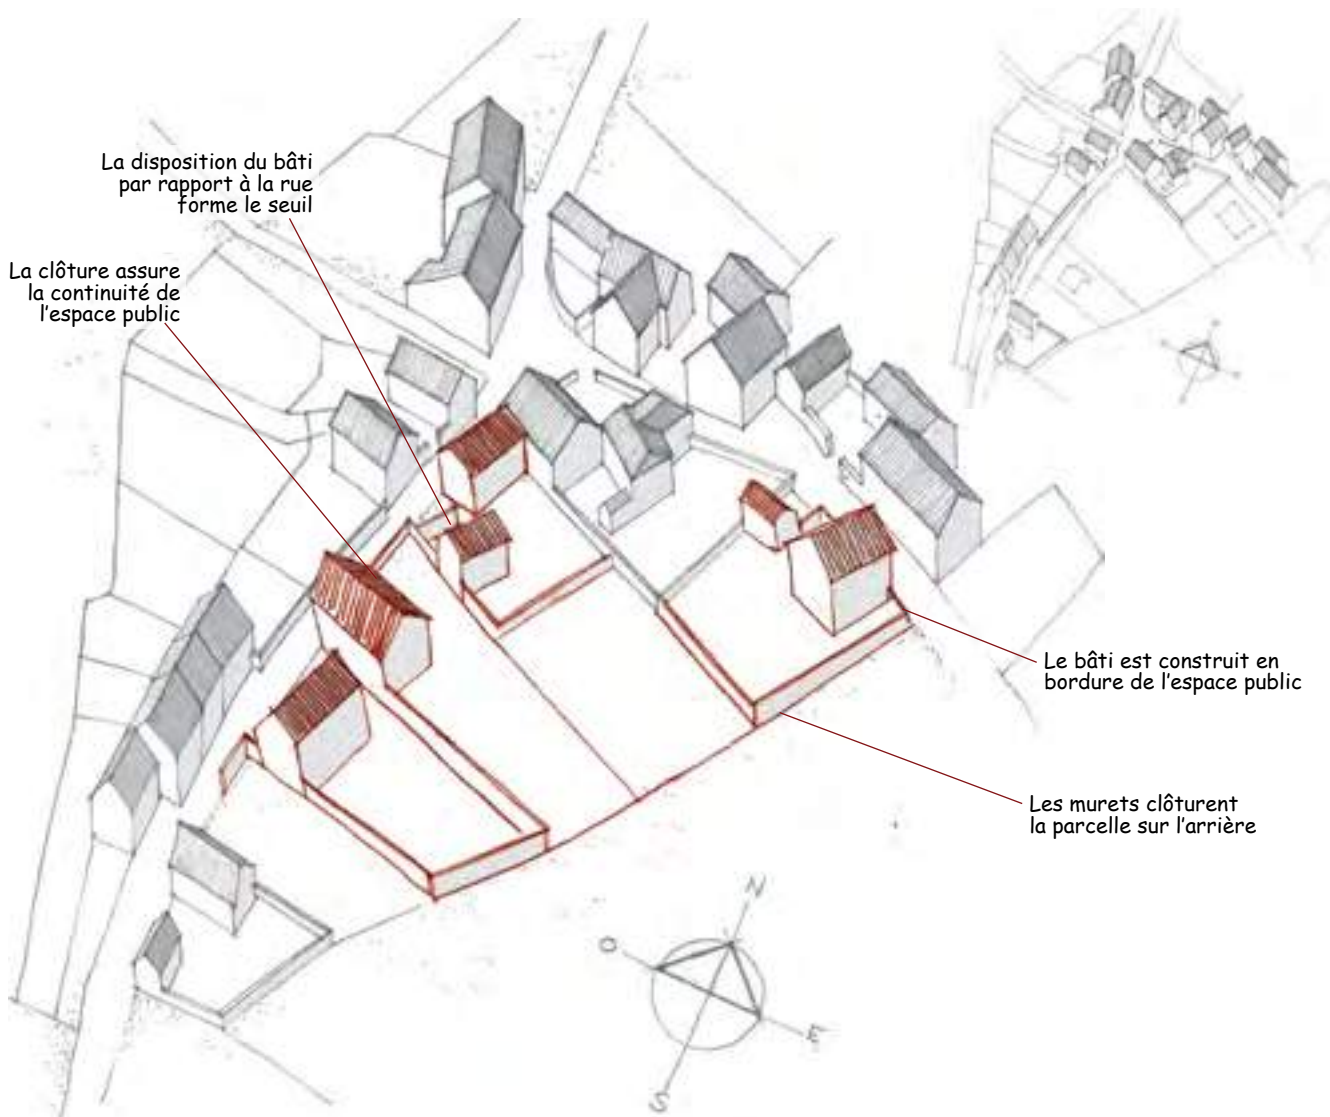 La disposition du bâti
par rapport à la rue
forme le seuil
La clôture assure
la continuité de
l'espace public
Le bâti est construit en
bordure de l'espace public
Les murets clôturent
la parcelle sur l'arrière
N
O
E
S